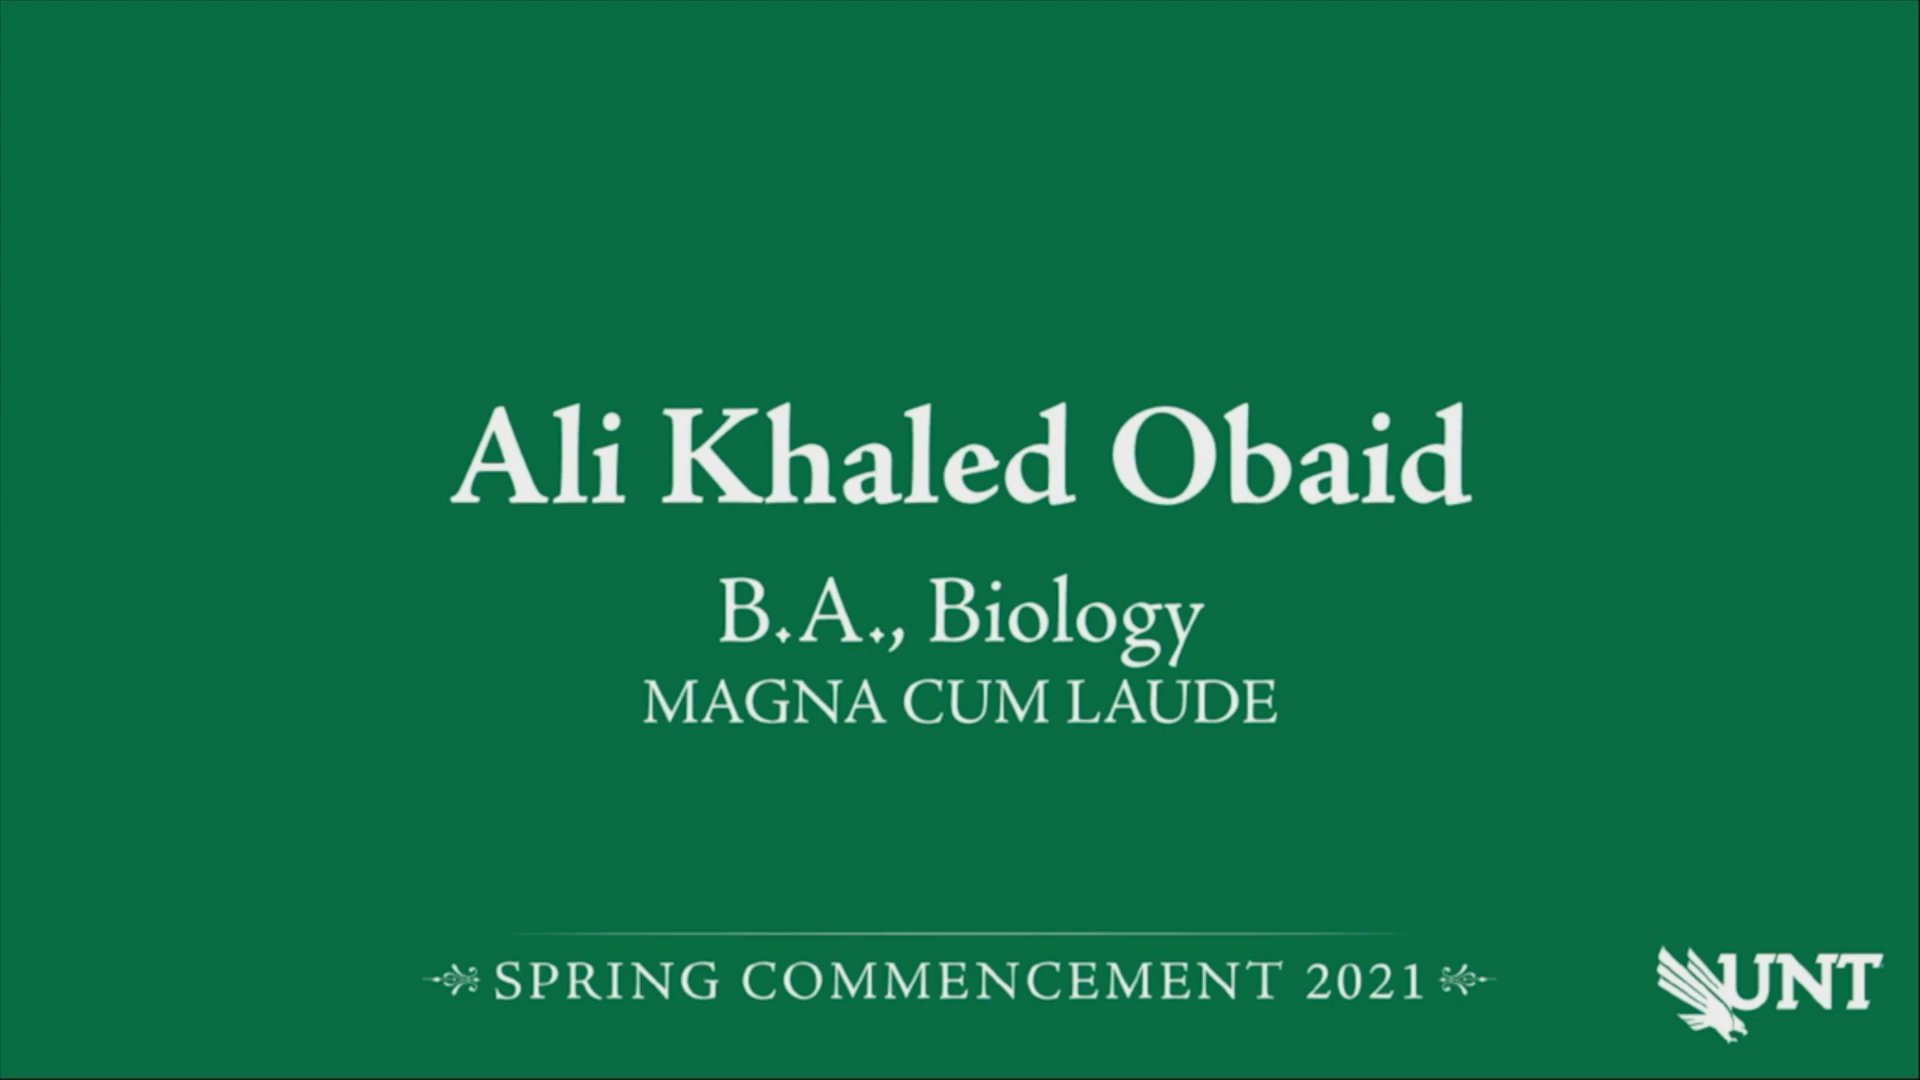 Ali Khaled Obaid
B.A., Biology
MAGNA CUM LAUDE
SPRING COMMENCEMENT 2021
UNT